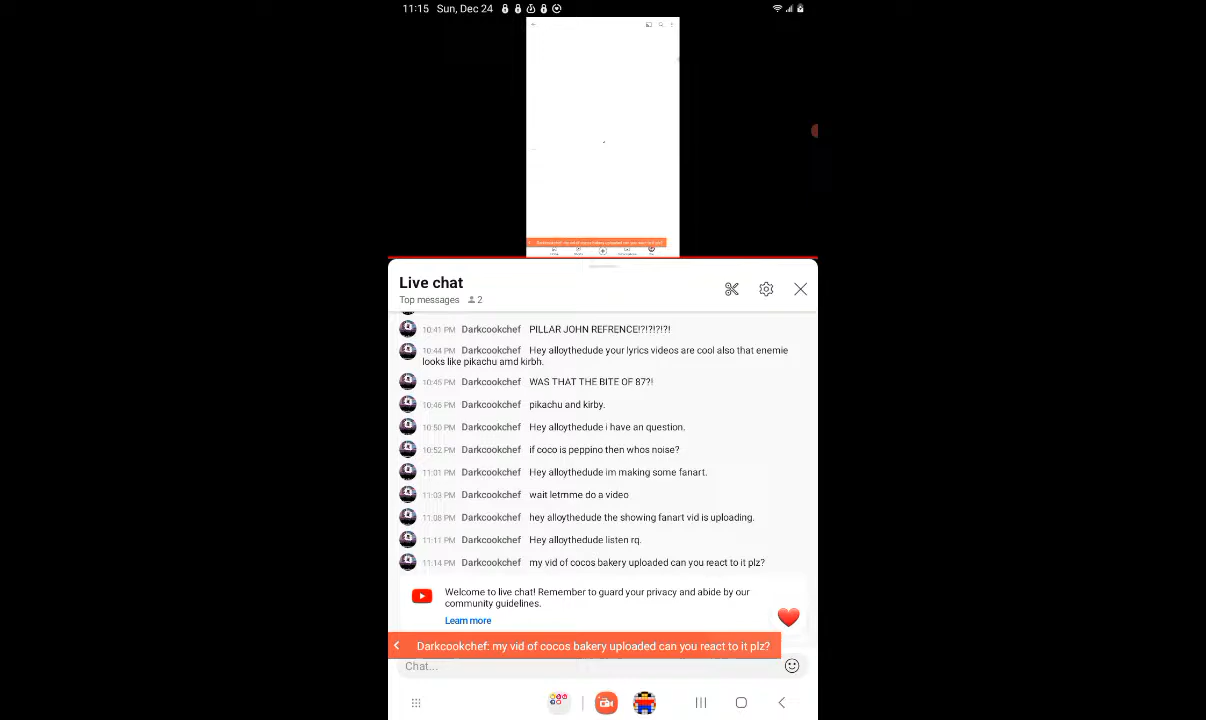 11:15 Sun, Dec 24
Live chat
Top messages 2
10:41 PM Darkcookchef PILLAR JOHN REFRENCE!?!?!?!?!
10:44 PM Darkcookchef Hey alloythedude your lyrics videos are cool also that enemie
looks like pikachu amd kirbh.
10:45 PM Darkcookchef WAS THAT THE BITE OF 87?!
10:46 PM Darkcookchef pikachu and kirby.
10:50 PM Darkcookchef Hey alloythedude i have an question.
10:52 PM Darkcookchef if coco is peppino then whos noise?
11:01 PM Darkcookchef Hey alloythedude im making some fanart.
11:03 PM Darkcookchef wait letmme do a video
11:08 PM Darkcookchef hey alloythedude the showing fanart vid is uploading.
11:11 PM Darkcookchef Hey alloythedude listen rq.
11:14 PM Darkcookchef my vid of cocos bakery uploaded can you react to it plz?
Welcome to live chat! Remember to guard your privacy and abide by our
community guidelines.
Learn more
Darkcookchef: my vid of cocos bakery uploaded can you react to it plz?
Chat...